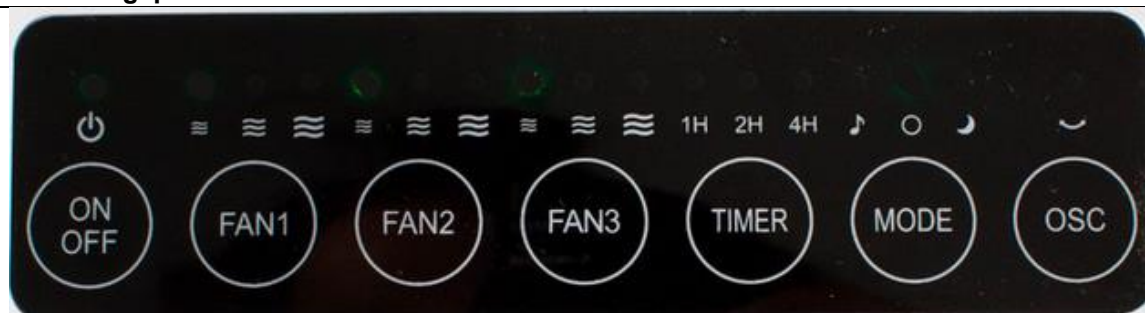 1H 2H 4H
ON
OFF
FAN1 FAN2 FAN3 TIMER MODE OSC